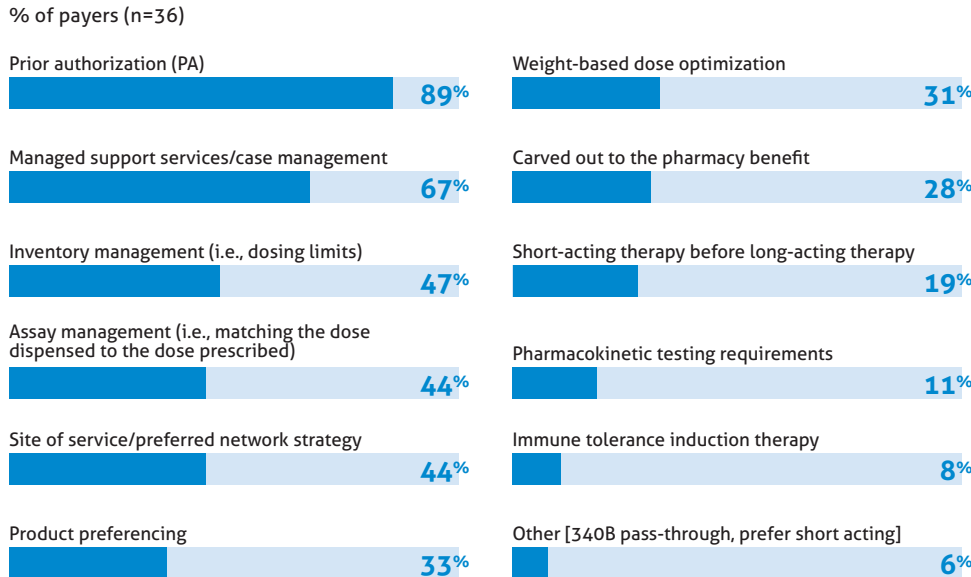 % of payers (n=36)
Prior authorization (PA)
89%
Managed support services/case management
67%
Inventory management (i.e., dosing limits)
47%
Assay management (i.e., matching the dose
dispensed to the dose prescribed)
44%
Site of service/preferred network strategy
44%
Product preferencing
33%
Weight-based dose optimization
31%
Carved out to the pharmacy benefit
28%
Short-acting therapy before long-acting therapy
19%
Pharmacokinetic testing requirements
11%
Immune tolerance induction therapy
8%
Other [340B pass-through, prefer short acting]
6%